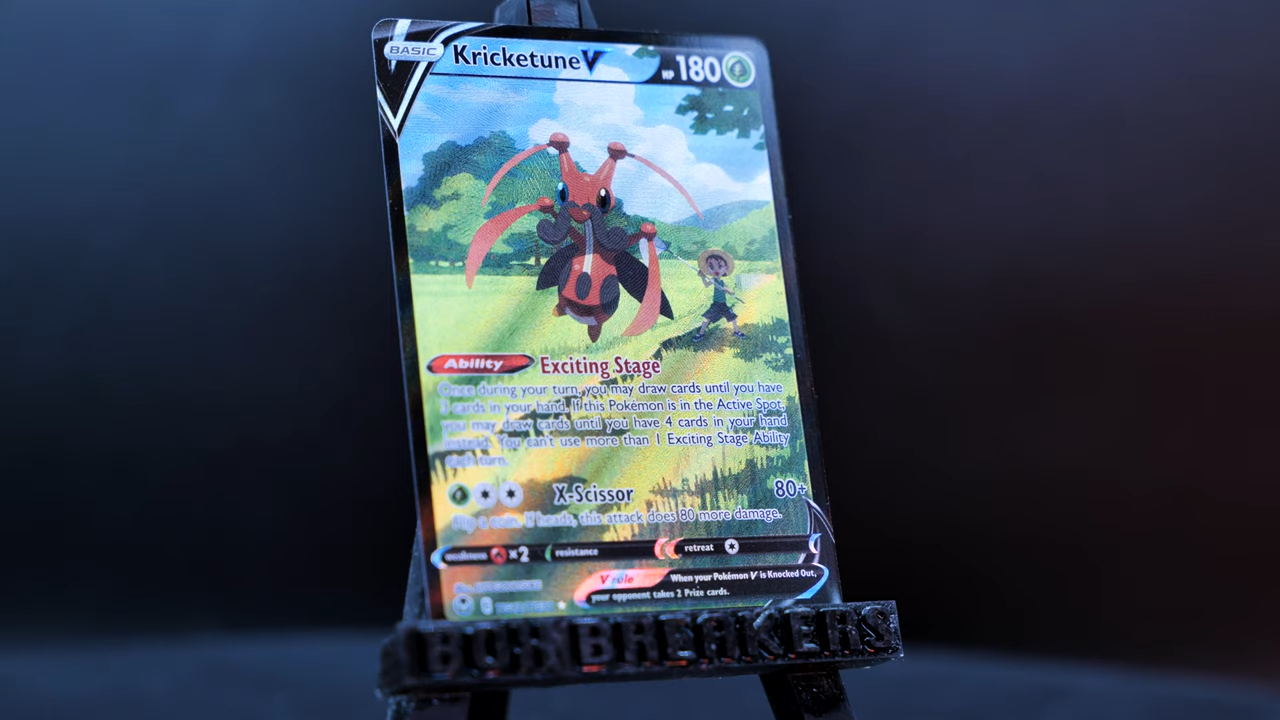 BASIC Kricketune V HP 180
Ability Exciting Stage
Once during your turn, you may draw cards until you have
3 cards in your hand. If this Pokémon is in the Active Spot,
you may draw cards until you have 4 cards in your hand
instead. You can't use more than 1 Exciting Stage Ability
each turn.
X-Scissor 80+
Flip a coin. If heads, this attack does 80 more damage.
weakness ×2 resistance retreat
V rule When your Pokémon V is Knocked Out,
your opponent takes 2 Prize cards.
BOXBREAKERS